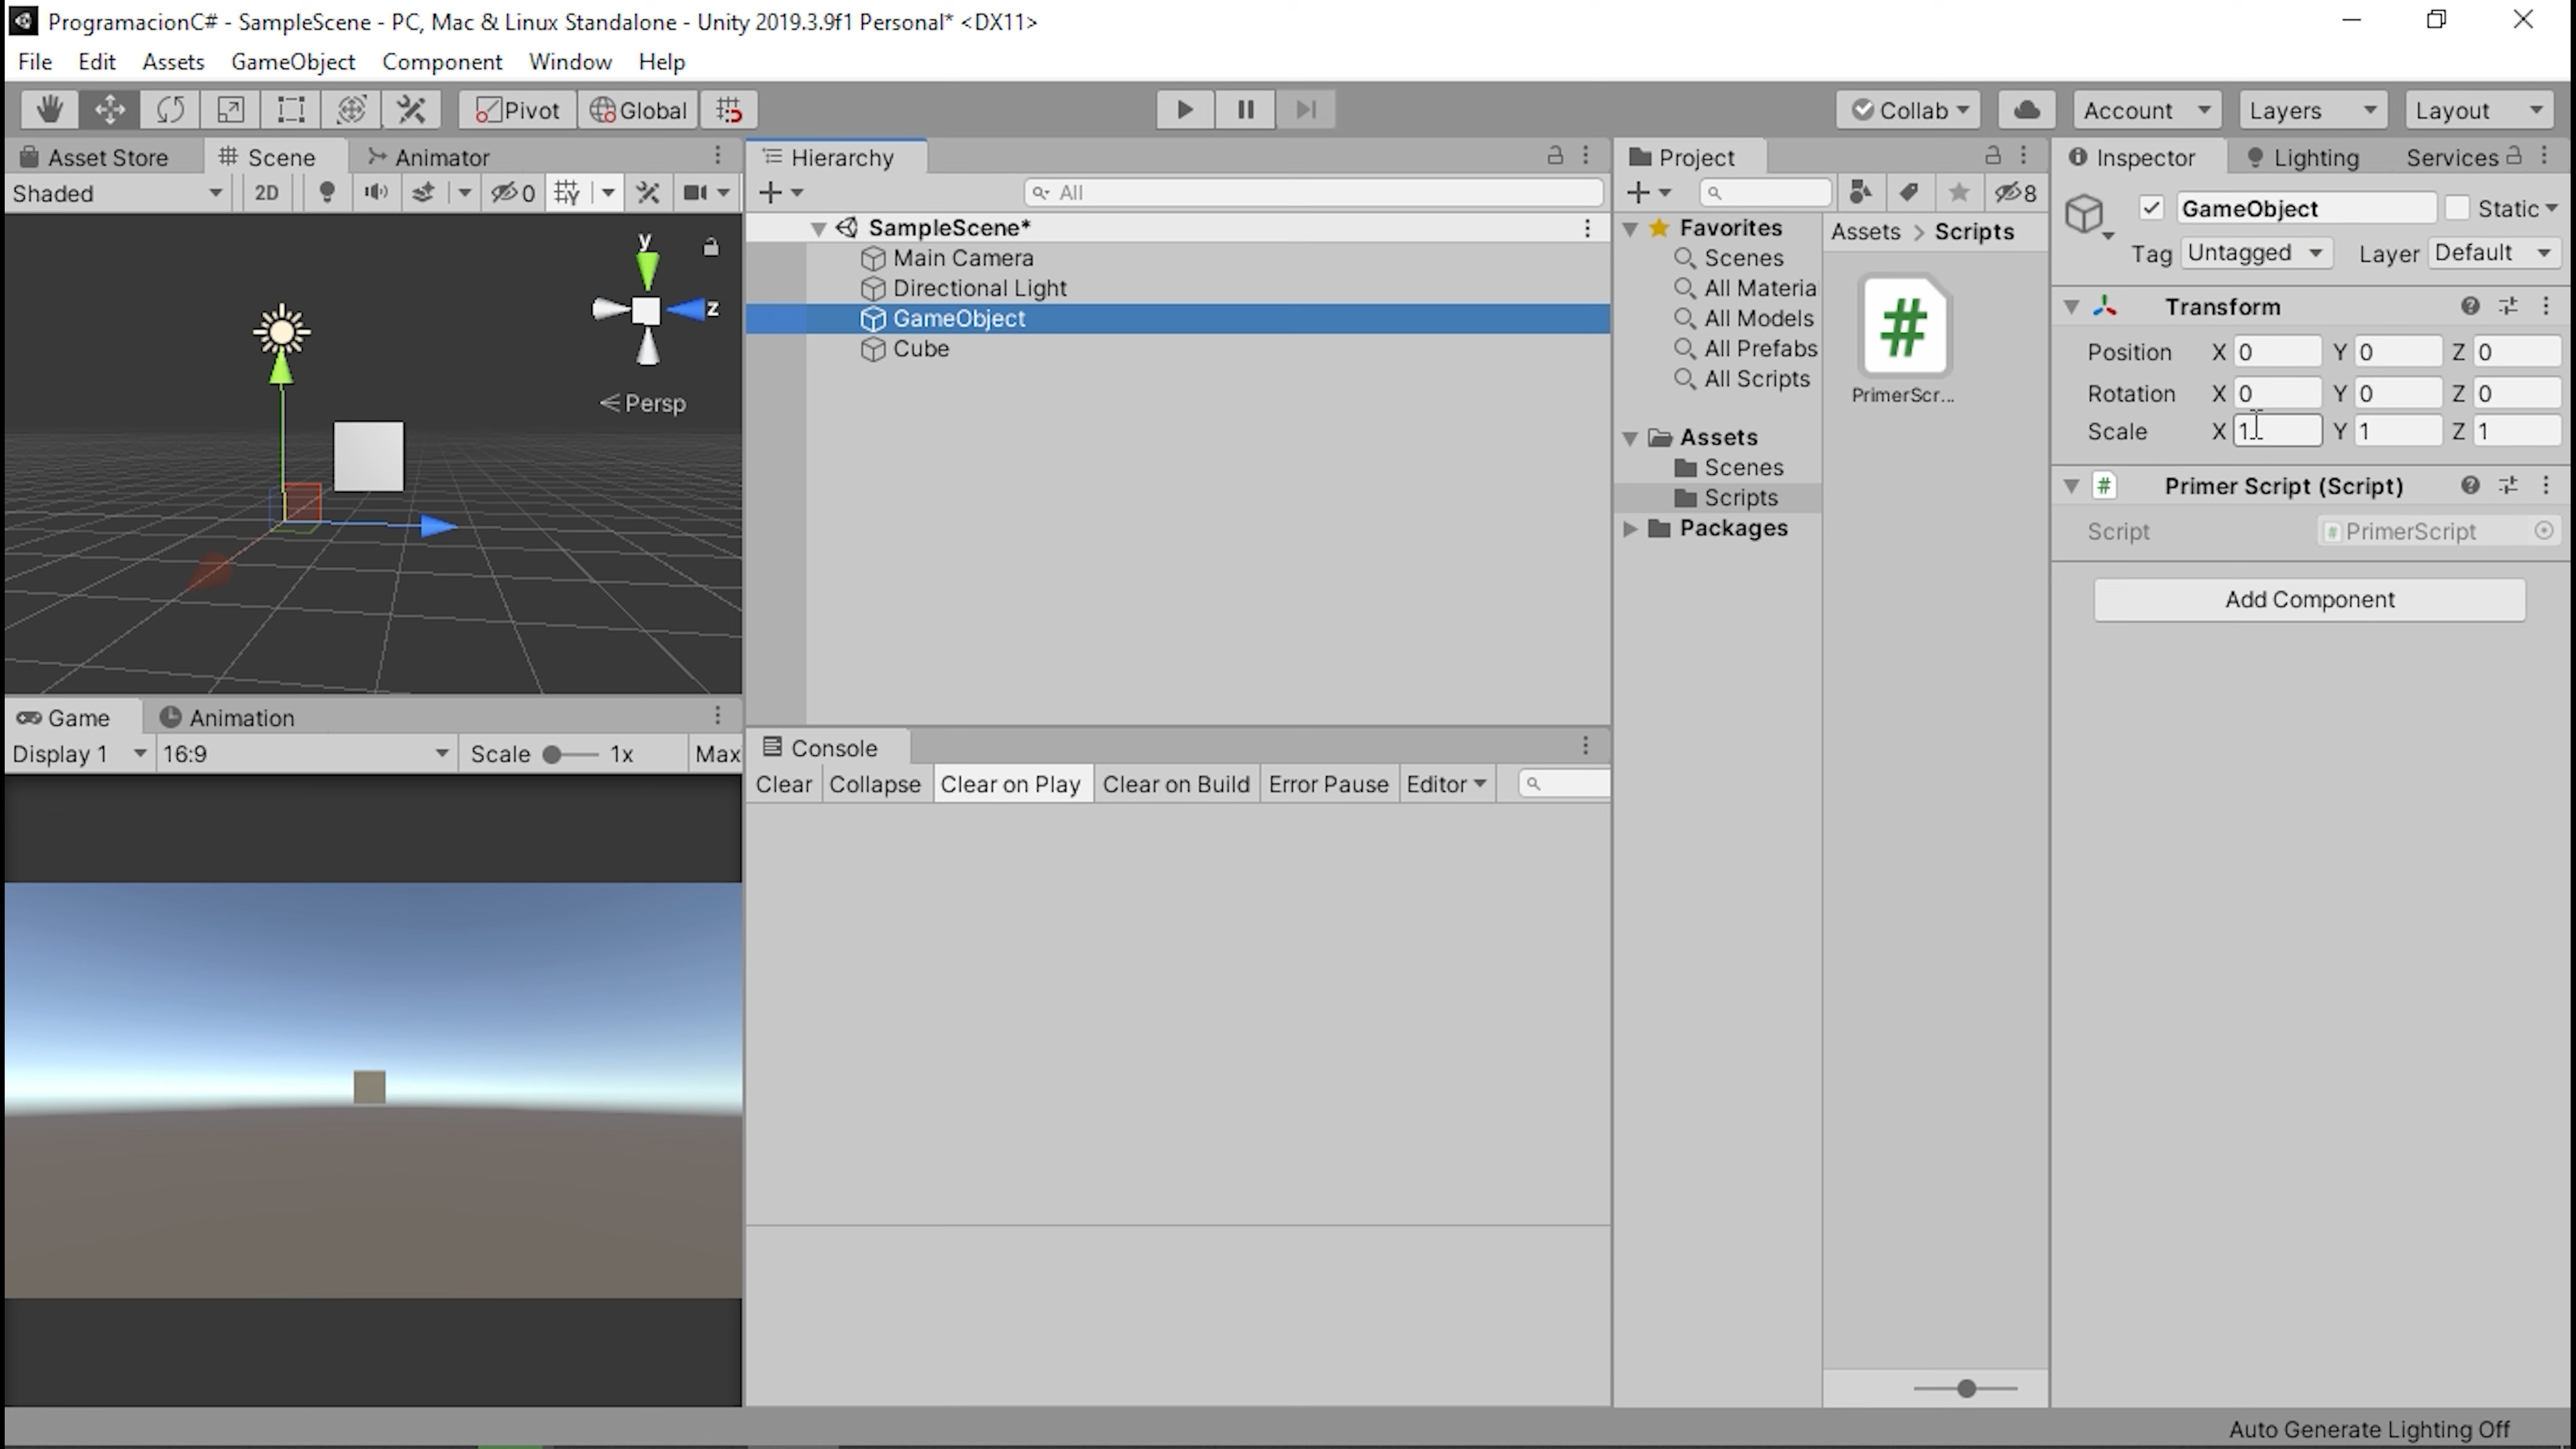 ProgramacionC# - SampleScene - PC, Mac & Linux Standalone - Unity 2019.3.9f1 Personal* <DX11>
File Edit Assets GameObject Component Window Help
Pivot Global Collab Account Layers Layout
Asset Store Scene Animator
Shaded 2D 0
y
z
Persp
Hierarchy
All
SampleScene*
Main Camera
Directional Light
GameObject
Cube
Project
8
Favorites
Scenes
All Materia
All Models
All Prefabs
All Scripts
Assets
Scenes
Scripts
Packages
Assets > Scripts
#
PrimerScr...
Inspector Lighting Services
GameObject Static
Tag Untagged Layer Default
Transform
Position X 0 Y 0 Z 0
Rotation X 0 Y 0 Z 0
Scale X 1 Y 1 Z 1
# Primer Script (Script)
Script # PrimerScript
Add Component
Game Animation
Display 1 16:9 Scale 1x Max
Console
Clear Collapse Clear on Play Clear on Build Error Pause Editor
Auto Generate Lighting Off